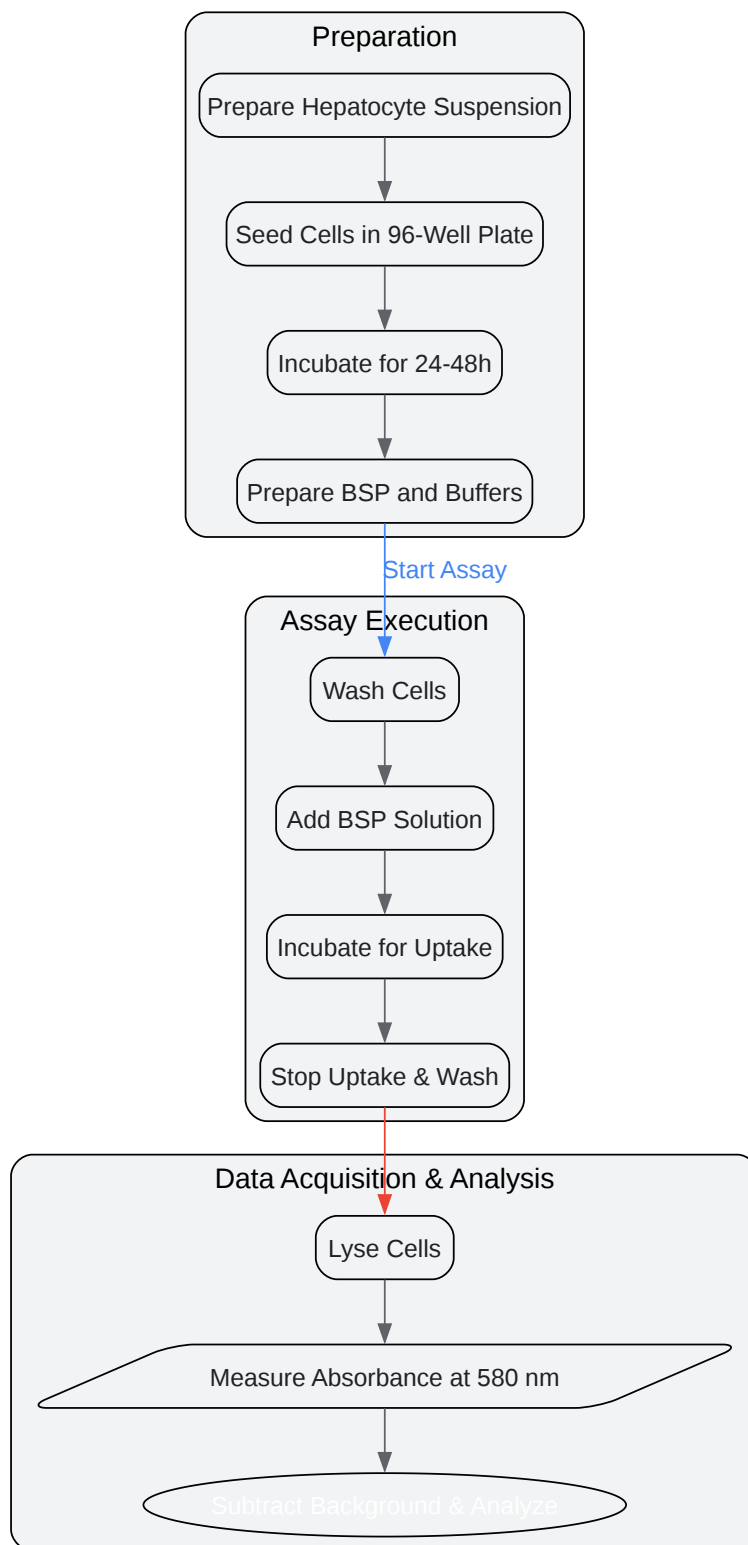 Preparation
Prepare Hepatocyte Suspension
Seed Cells in 96-Well Plate
Incubate for 24-48h
Prepare BSP and Buffers
Start Assay
Assay Execution
Wash Cells
Add BSP Solution
Incubate for Uptake
Stop Uptake & Wash
Data Acquisition & Analysis
Lyse Cells
Measure Absorbance at 580 nm
Subtract Background & Analyze